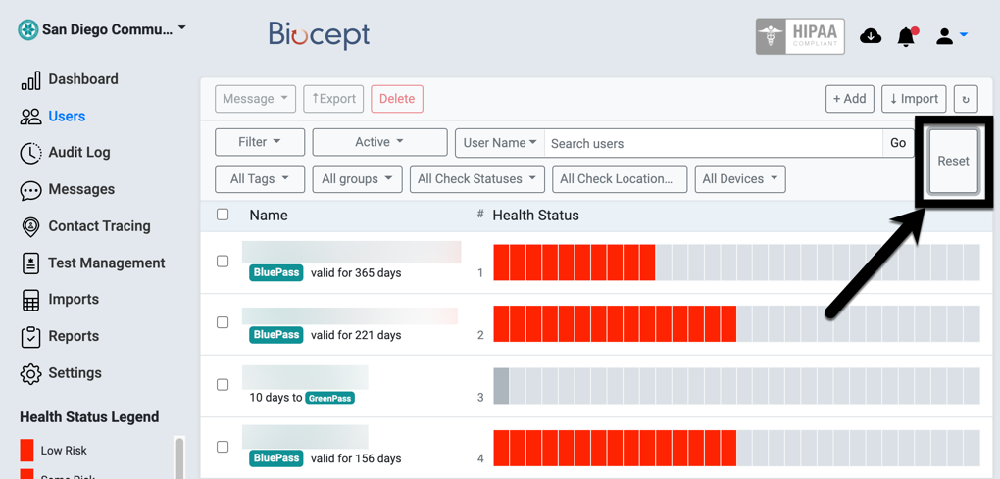 San Diego Commu...
Biocept
HIPAA
COMPLIANT
Dashboard
Users
Audit Log
Messages
Contact Tracing
Test Management
Imports
Reports
Settings
Health Status Legend
Low Risk
Some Risk
Message
↑Export
Delete
+ Add
↓ Import
↻
Filter
Active
User Name
Search users
Go
Reset
All Tags
All groups
All Check Statuses
All Check Location...
All Devices
Name
# Health Status
BluePass valid for 365 days
1
BluePass valid for 221 days
2
10 days to GreenPass
3
BluePass valid for 156 days
4